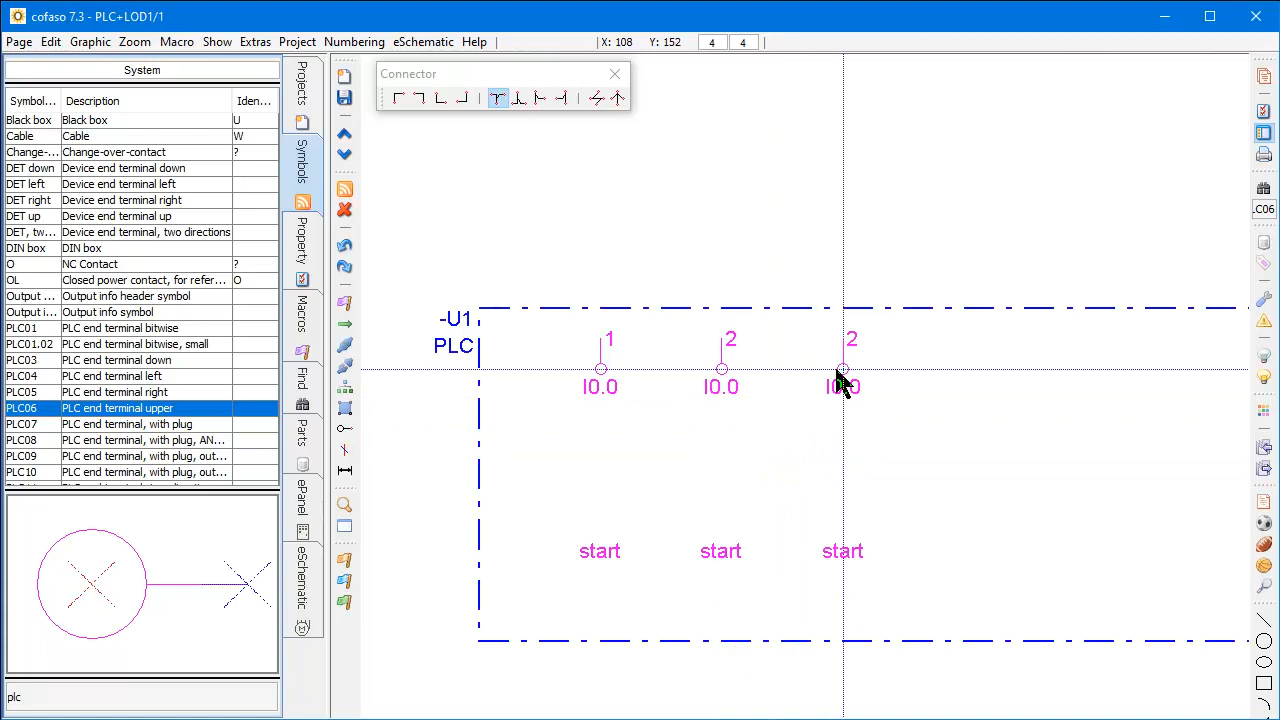 cofaso 7.3 - PLC+LOD1/1
Page Edit Graphic Zoom Macro Show Extras Project Numbering eSchematic Help X: 108 Y: 152 4 4
System
Symbol... Description Iden...
Black box Black box U
Cable Cable W
Change-... Change-over-contact ?
DET down Device end terminal down
DET left Device end terminal left
DET right Device end terminal right
DET up Device end terminal up
DET, tw... Device end terminal, two directions
DIN box DIN box
O NC Contact ?
OL Closed power contact, for refer... O
Output ... Output info header symbol
Output i... Output info symbol
PLC01 PLC end terminal bitwise
PLC01.02 PLC end terminal bitwise, small
PLC03 PLC end terminal down
PLC04 PLC end terminal left
PLC05 PLC end terminal right
PLC06 PLC end terminal upper
PLC07 PLC end terminal, with plug
PLC08 PLC end terminal, with plug, AN...
PLC09 PLC end terminal, with plug, out...
PLC10 PLC end terminal, with plug, out...
plc
Projects
Symbols
Property
Macros
Find
Parts
ePanel
eSchematic
Connector
-U1
PLC
1 2 2
I0.0 I0.0 I0.0
start start start
.C06